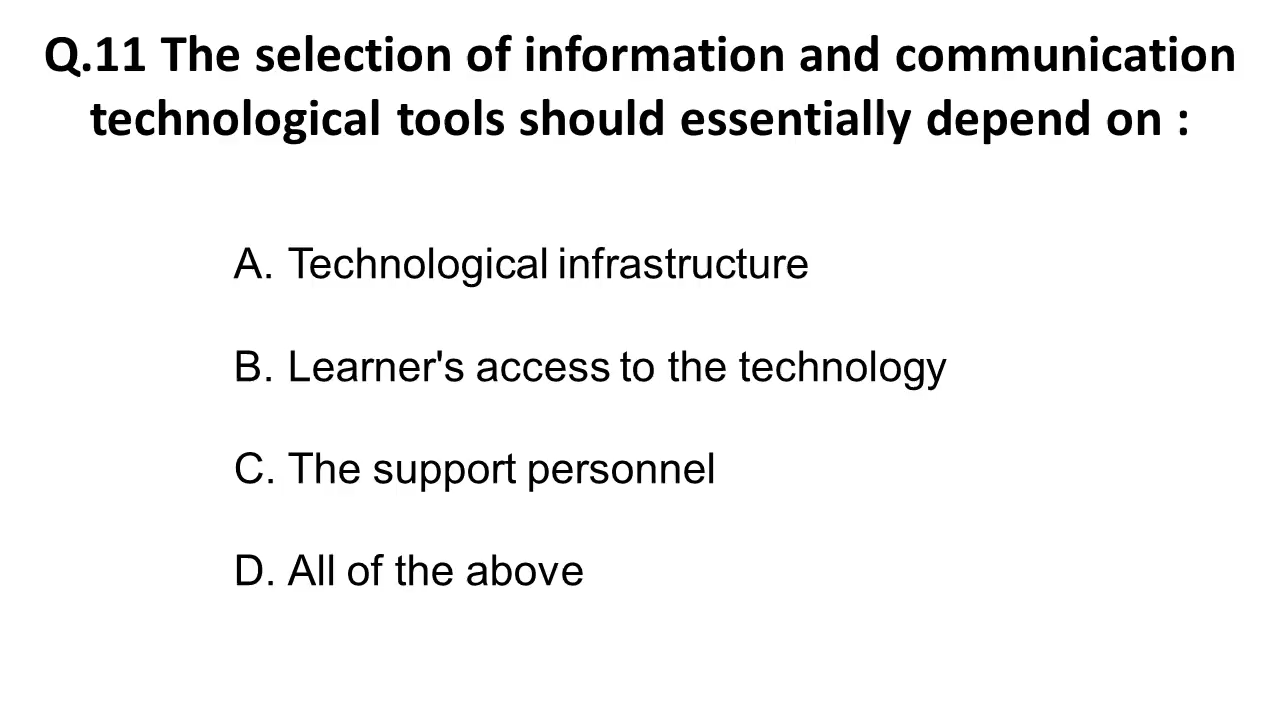 Q.11 The selection of information and communication
technological tools should essentially depend on :
A. Technological infrastructure
B. Learner's access to the technology
C. The support personnel
D. All of the above